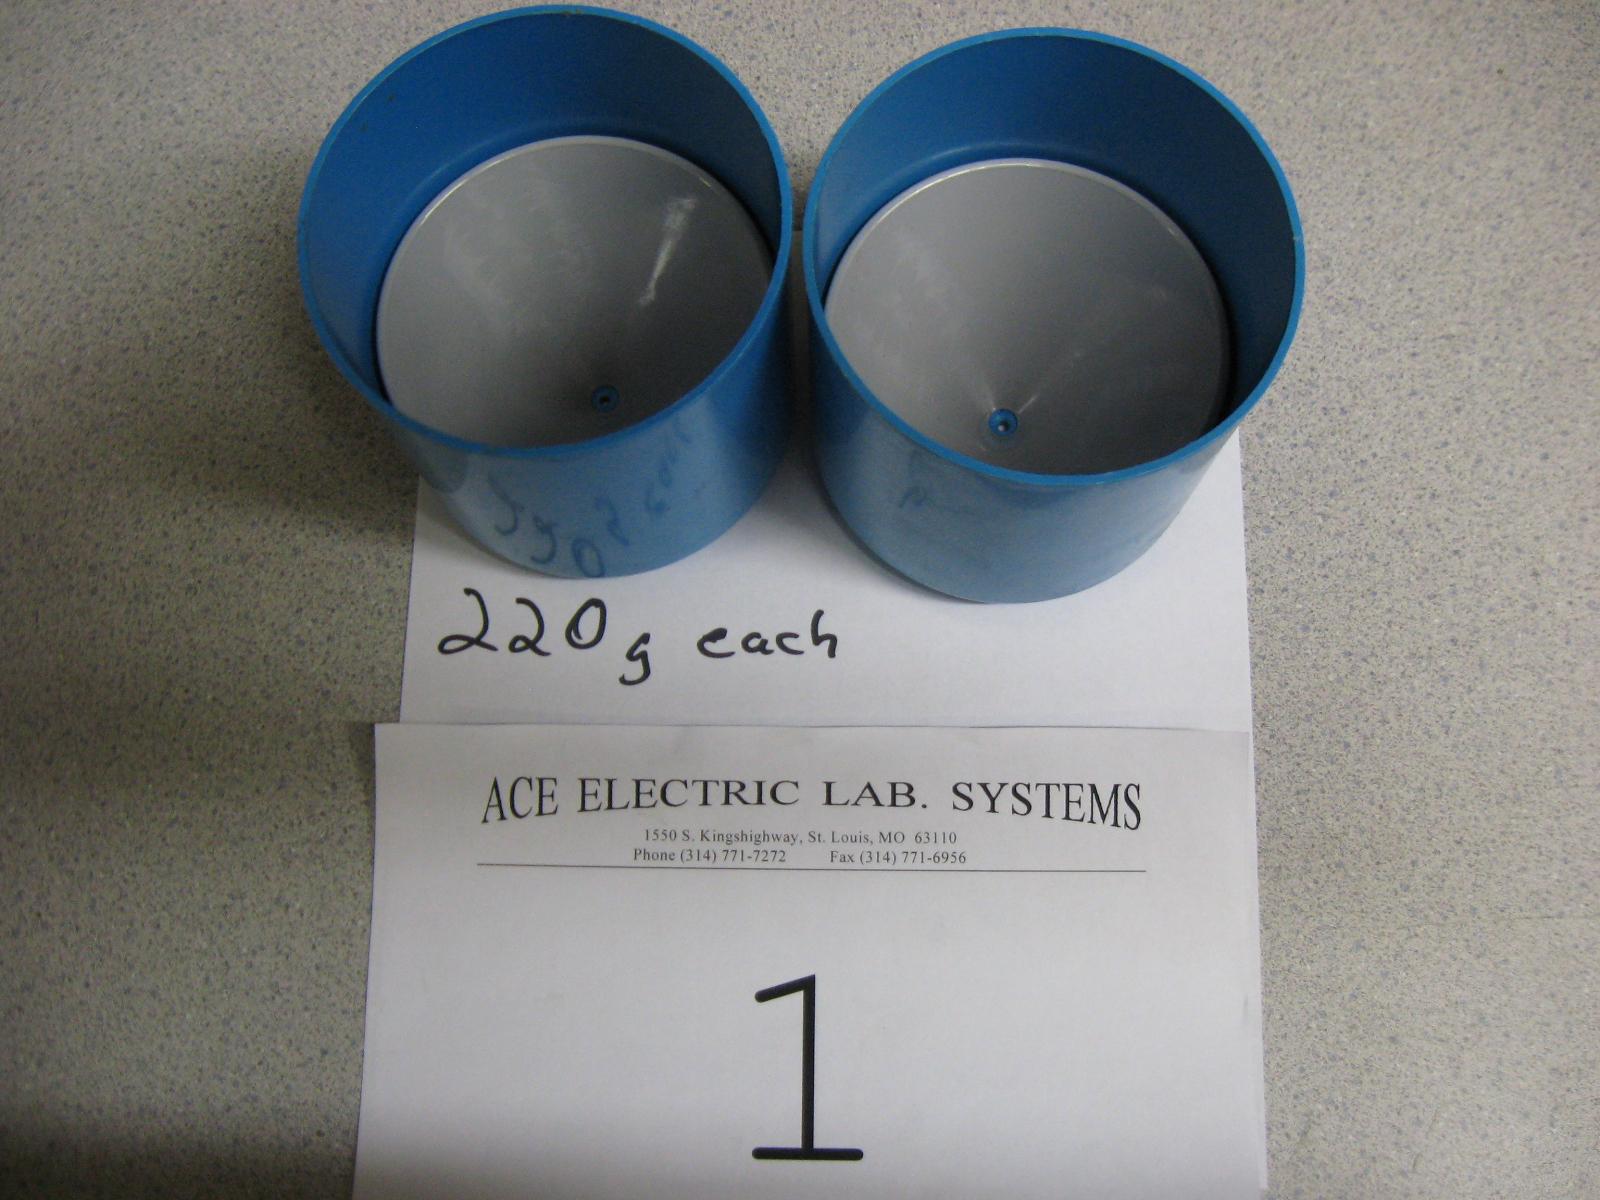 220g each
ACE ELECTRIC LAB. SYSTEMS
1550 S. Kingshighway, St. Louis, MO 63110
Phone (314) 771-7272 Fax (314) 771-6956
1